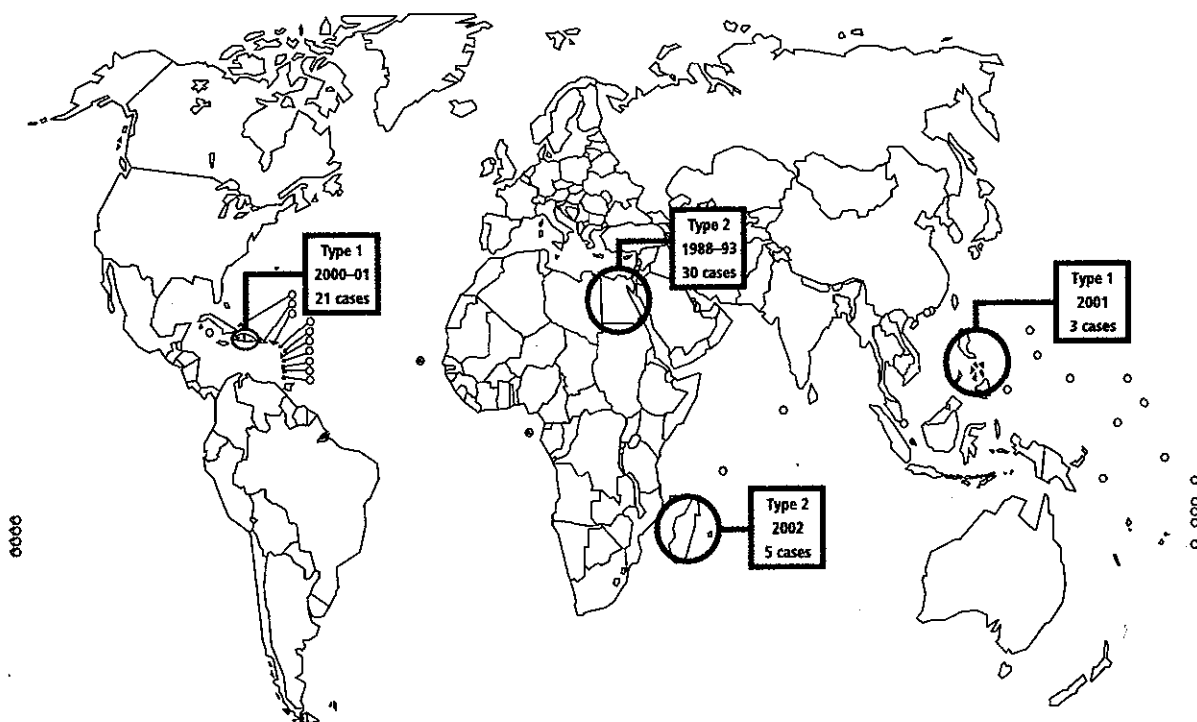 Type 1
2000–01
21 cases
Type 2
1988–93
30 cases
Type 1
2001
3 cases
Type 2
2002
5 cases